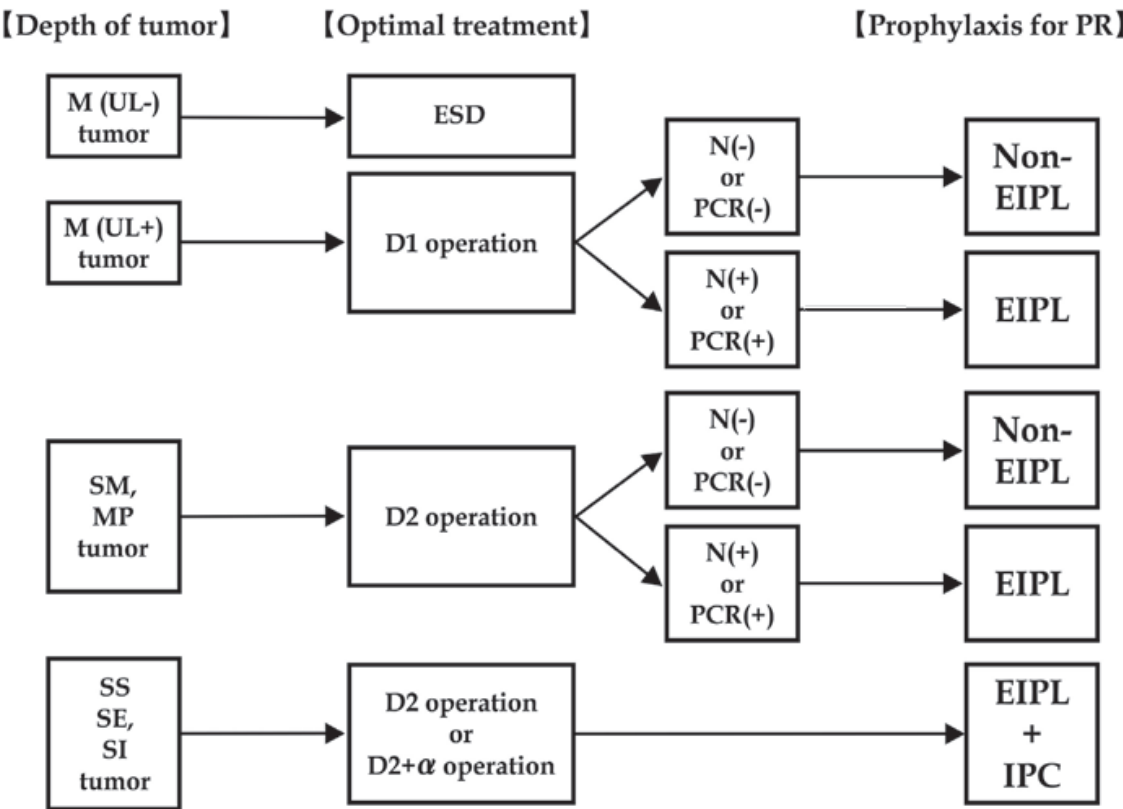 【Depth of tumor】 【Optimal treatment】 【Prophylaxis for PR】
M (UL-)
tumor
ESD
M (UL+)
tumor
D1 operation
N(-)
or
PCR(-)
Non-
EIPL
N(+)
or
PCR(+)
EIPL
SM,
MP
tumor
D2 operation
N(-)
or
PCR(-)
Non-
EIPL
N(+)
or
PCR(+)
EIPL
SS
SE,
SI
tumor
D2 operation
or
D2+α operation
EIPL
+
IPC